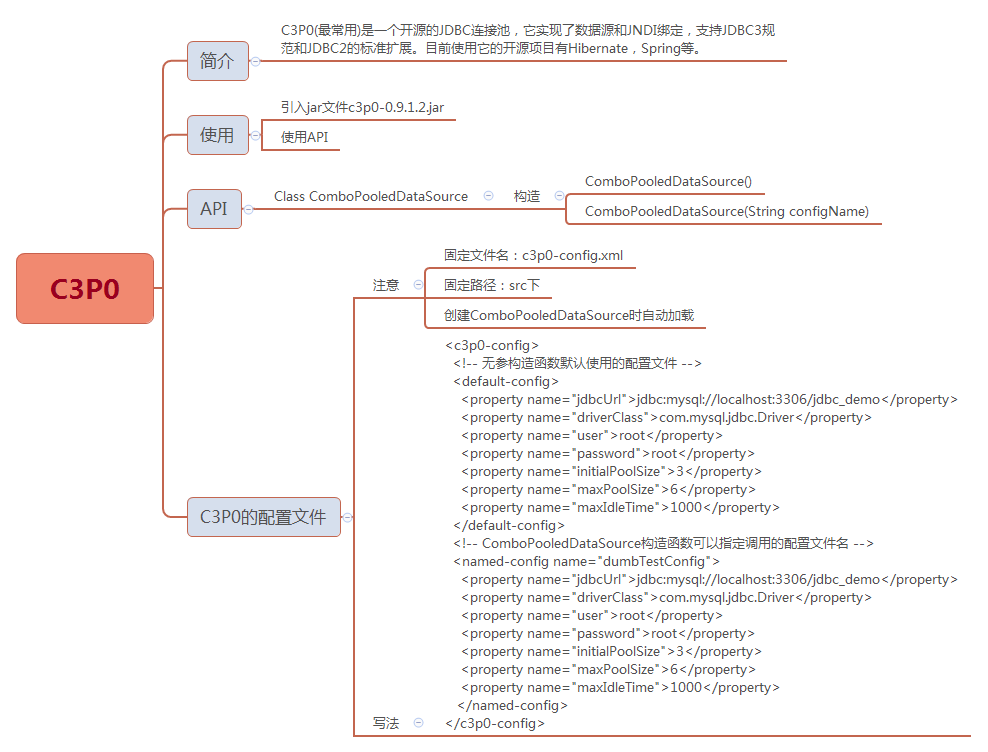 C3P0
简介
C3P0(最常用)是一个开源的JDBC连接池，它实现了数据源和JNDI绑定，支持JDBC3规
范和JDBC2的标准扩展。目前使用它的开源项目有Hibernate，Spring等。
使用
引入jar文件c3p0-0.9.1.2.jar
使用API
API
Class ComboPooledDataSource
构造
ComboPooledDataSource()
ComboPooledDataSource(String configName)
C3P0的配置文件
注意
固定文件名：c3p0-config.xml
固定路径：src下
创建ComboPooledDataSource时自动加载
写法
<c3p0-config>
<!-- 无参构造函数默认使用的配置文件 -->
<default-config>
<property name="jdbcUrl">jdbc:mysql://localhost:3306/jdbc_demo</property>
<property name="driverClass">com.mysql.jdbc.Driver</property>
<property name="user">root</property>
<property name="password">root</property>
<property name="initialPoolSize">3</property>
<property name="maxPoolSize">6</property>
<property name="maxIdleTime">1000</property>
</default-config>
<!-- ComboPooledDataSource构造函数可以指定调用的配置文件名 -->
<named-config name="dumbTestConfig">
<property name="jdbcUrl">jdbc:mysql://localhost:3306/jdbc_demo</property>
<property name="driverClass">com.mysql.jdbc.Driver</property>
<property name="user">root</property>
<property name="password">root</property>
<property name="initialPoolSize">3</property>
<property name="maxPoolSize">6</property>
<property name="maxIdleTime">1000</property>
</named-config>
</c3p0-config>